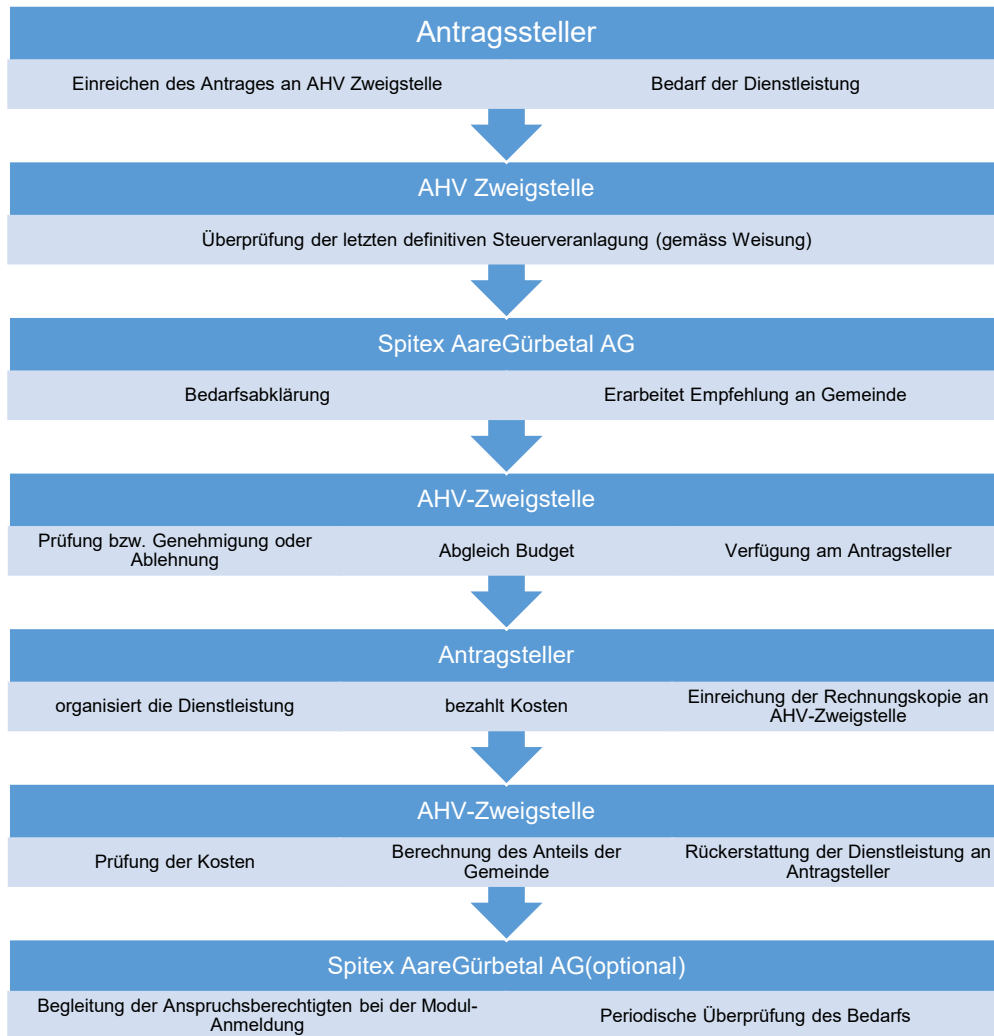 Antragssteller
Einreichen des Antrages an AHV Zweigstelle
Bedarf der Dienstleistung
AHV Zweigstelle
Überprüfung der letzten definitiven Steuerveranlagung (gemäss Weisung)
Spitex AareGürbetal AG
Bedarfsabklärung
Erarbeitet Empfehlung an Gemeinde
AHV-Zweigstelle
Prüfung bzw. Genehmigung oder
Ablehnung
Abgleich Budget
Verfügung am Antragsteller
Antragsteller
organisiert die Dienstleistung
bezahlt Kosten
Einreichung der Rechnungskopie an
AHV-Zweigstelle
AHV-Zweigstelle
Prüfung der Kosten
Berechnung des Anteils der
Gemeinde
Rückerstattung der Dienstleistung an
Antragsteller
Spitex AareGürbetal AG(optional)
Begleitung der Anspruchsberechtigten bei der Modul-
Anmeldung
Periodische Überprüfung des Bedarfs